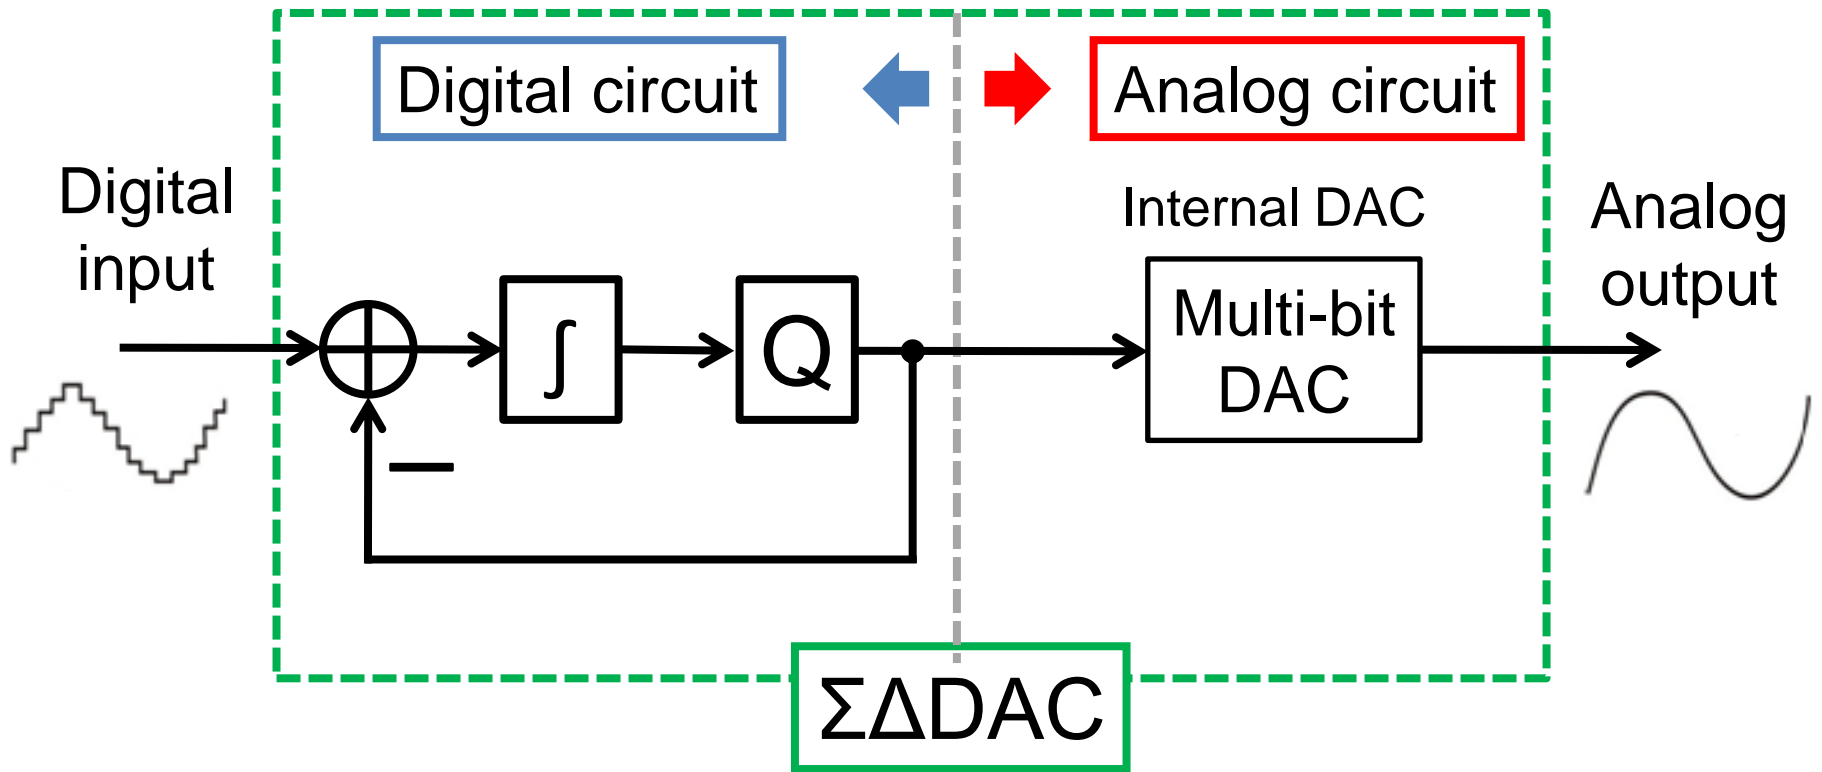 Digital circuit
Analog circuit
Digital
input
Internal DAC
Analog
output
∫
Q
Multi-bit
DAC
−
ΣΔDAC